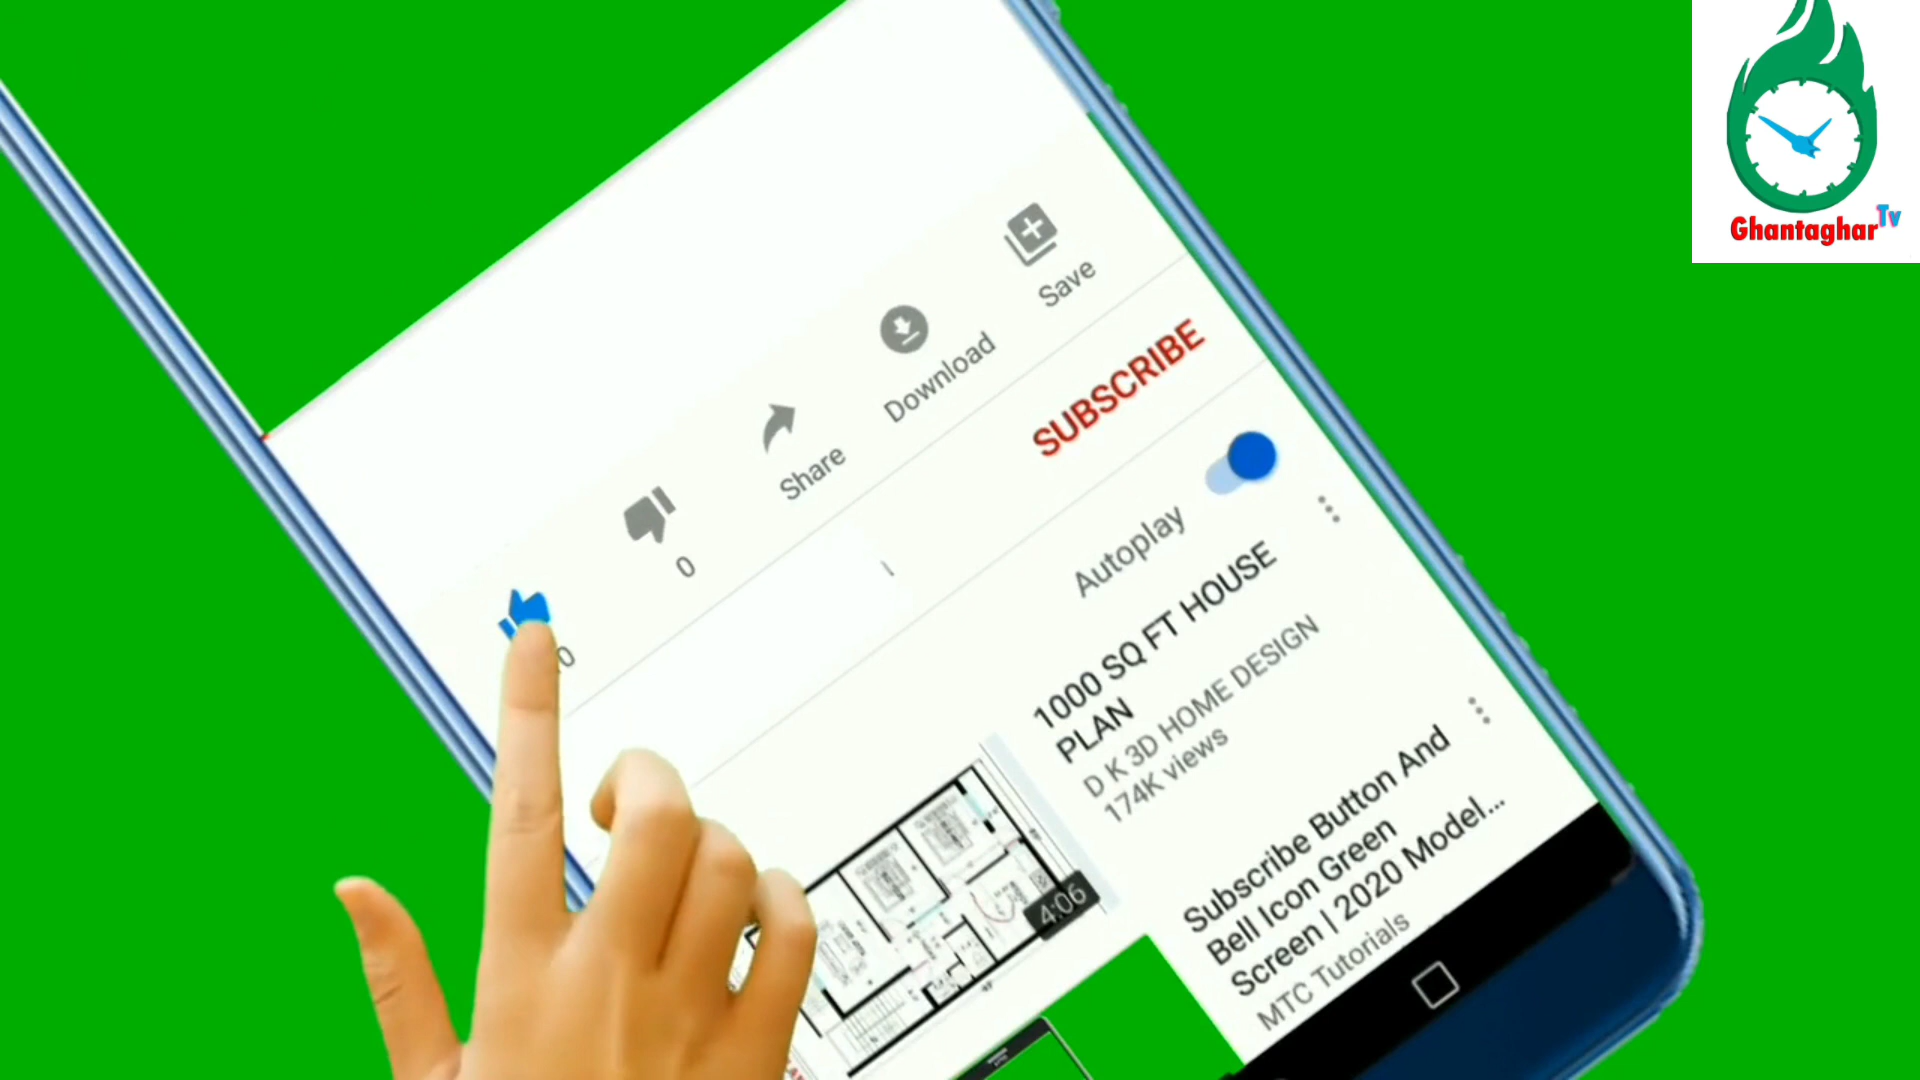 Ghantaghar Tv
Save
Download
Share
0
0
SUBSCRIBE
Autoplay
1000 SQ FT HOUSE
PLAN
D K 3D HOME DESIGN
174K views
4:06
Subscribe Button And
Bell Icon Green
Screen | 2020 Model...
MTC Tutorials